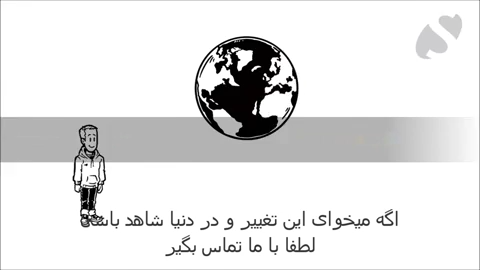 اگه میخوای این تغییر و در دنیا شاهد باشی
لطفا با ما تماس بگیر